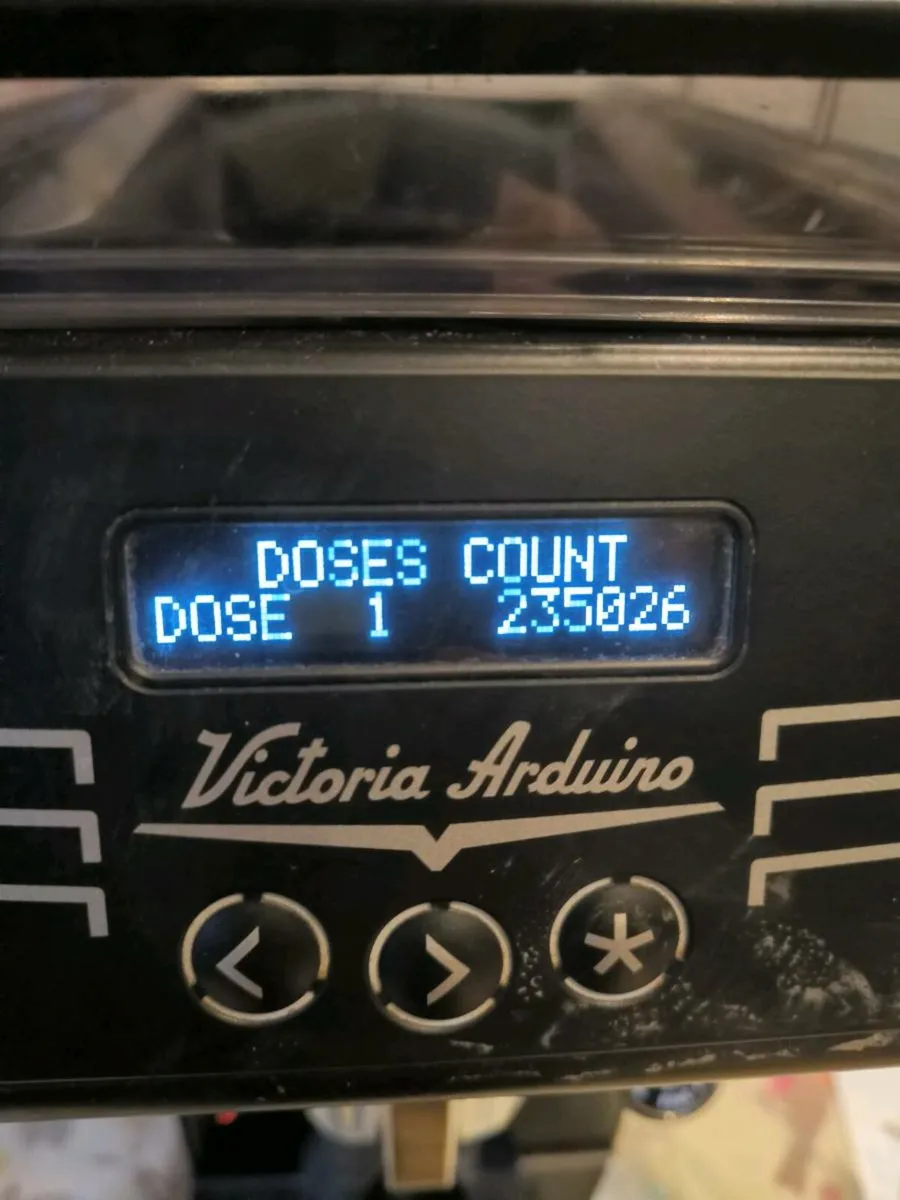 DOSES COUNT
DOSE 1 235026
Victoria Arduino
< > *